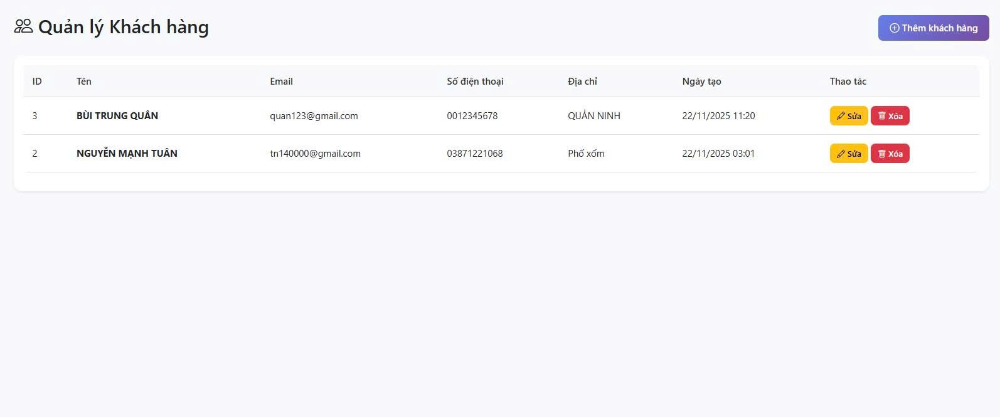 Quản lý Khách hàng
Thêm khách hàng
ID Tên Email Số điện thoại Địa chỉ Ngày tạo Thao tác
3 BÙI TRUNG QUÂN quan123@gmail.com 0012345678 QUẢN NINH 22/11/2025 11:20 Sửa Xóa
2 NGUYỄN MẠNH TUÂN tn140000@gmail.com 03871221068 Phố xốm 22/11/2025 03:01 Sửa Xóa